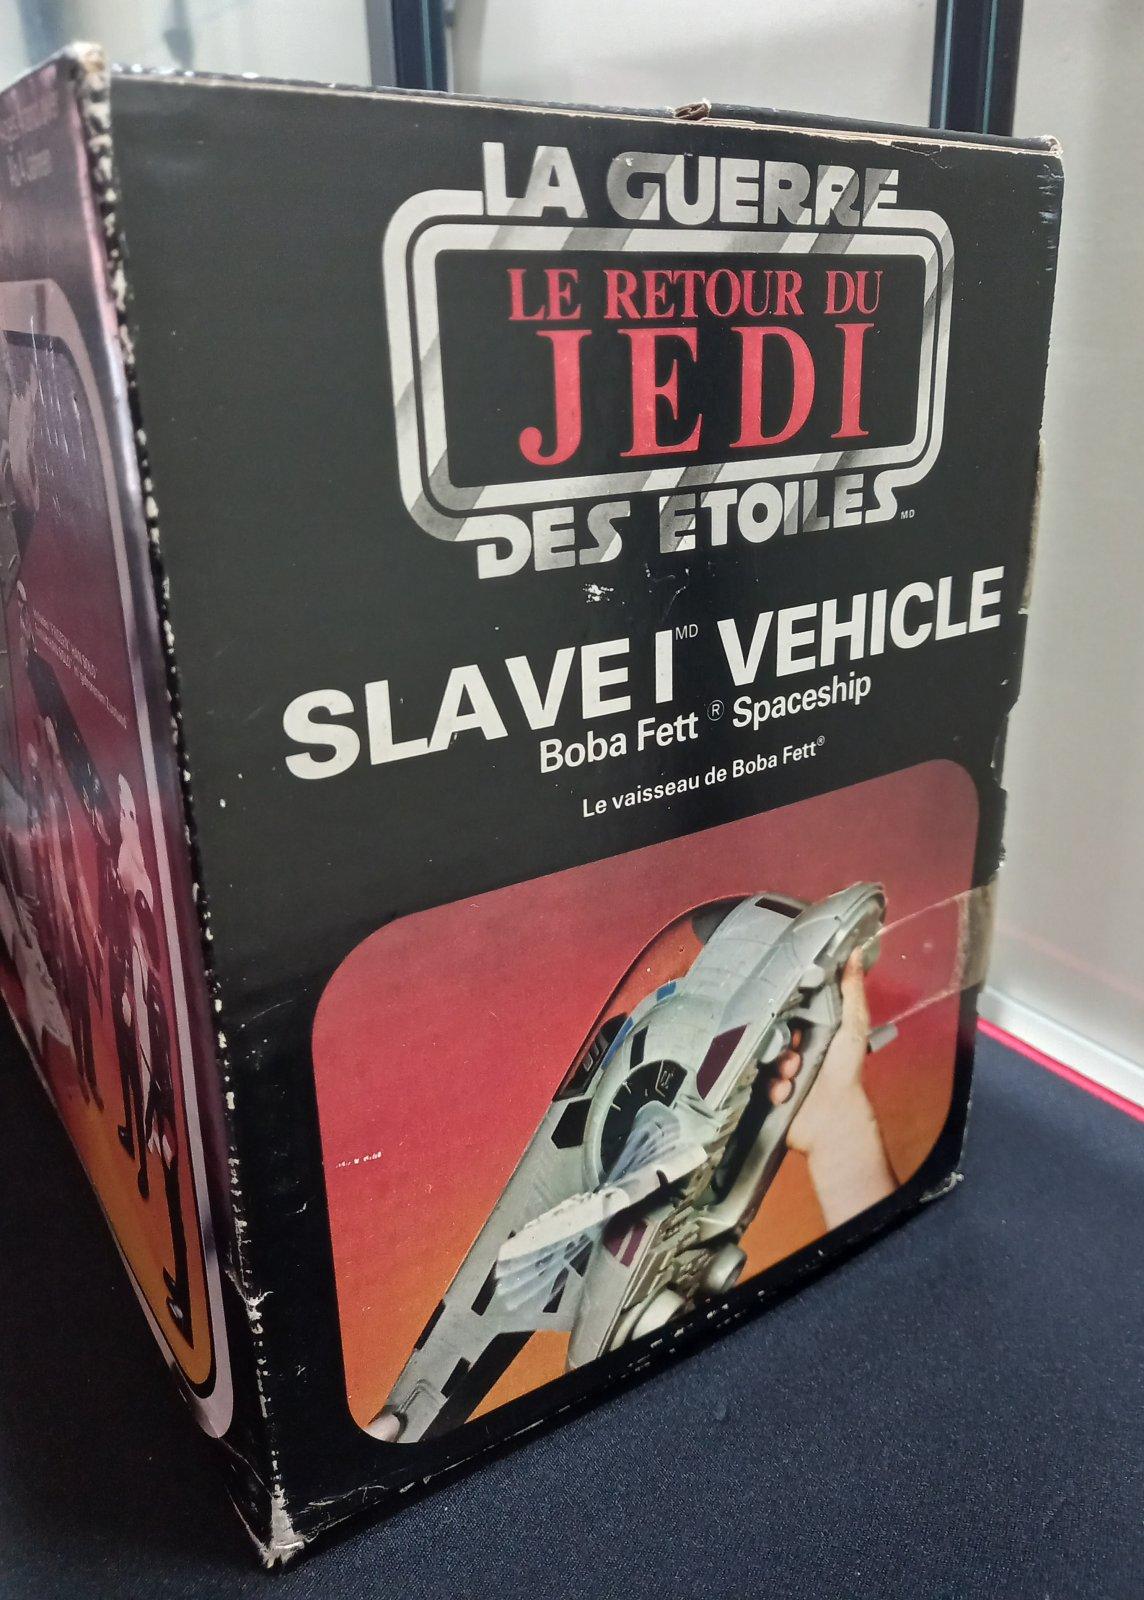 LA GUERRE
LE RETOUR DU
JEDI
DES ETOILES MD
SLAVE I MD VEHICLE
Boba Fett ® Spaceship
Le vaisseau de Boba Fett®